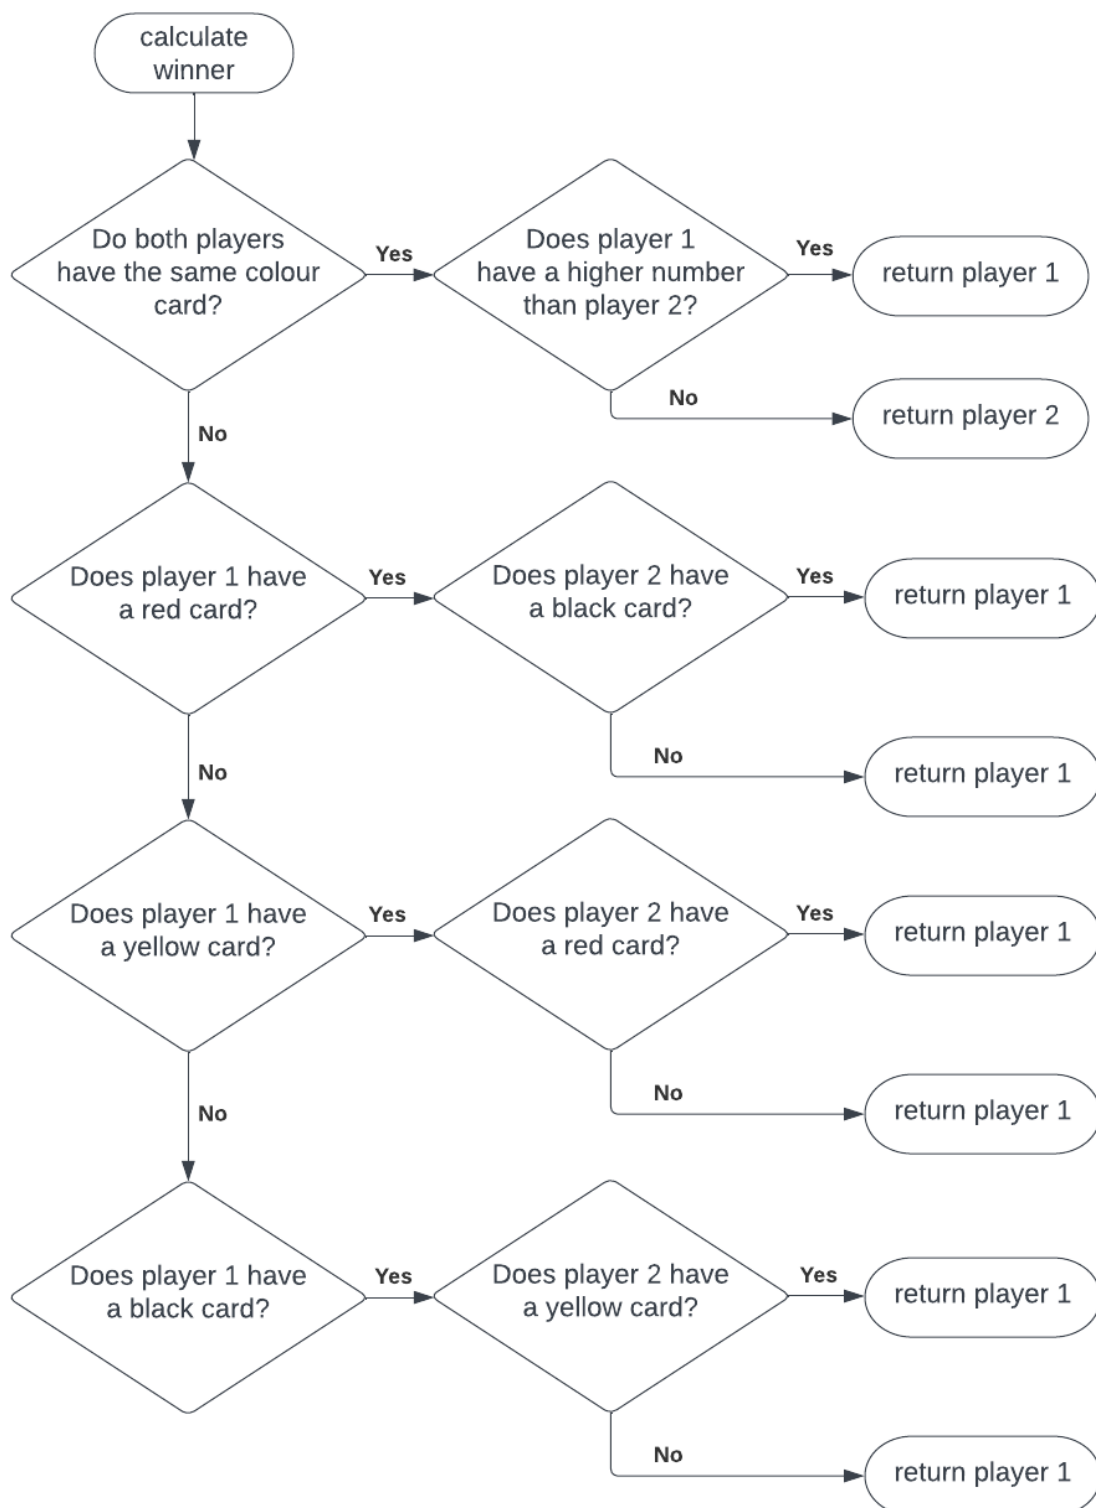 calculate
winner
Do both players
have the same colour
card?
Yes
Does player 1
have a higher number
than player 2?
Yes
return player 1
No
return player 2
No
Does player 1 have
a red card?
Yes
Does player 2 have
a black card?
Yes
return player 1
No
return player 1
No
Does player 1 have
a yellow card?
Yes
Does player 2 have
a red card?
Yes
return player 1
No
return player 1
No
Does player 1 have
a black card?
Yes
Does player 2 have
a yellow card?
Yes
return player 1
No
return player 1